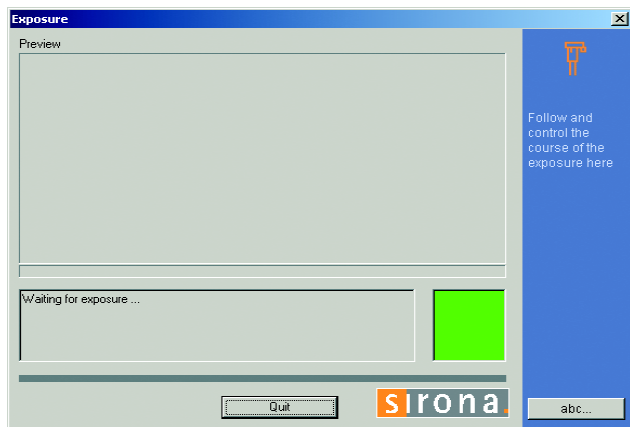 Exposure
Preview
Follow and
control the
course of the
exposure here
Waiting for exposure ...
Quit
sirona.
abc...